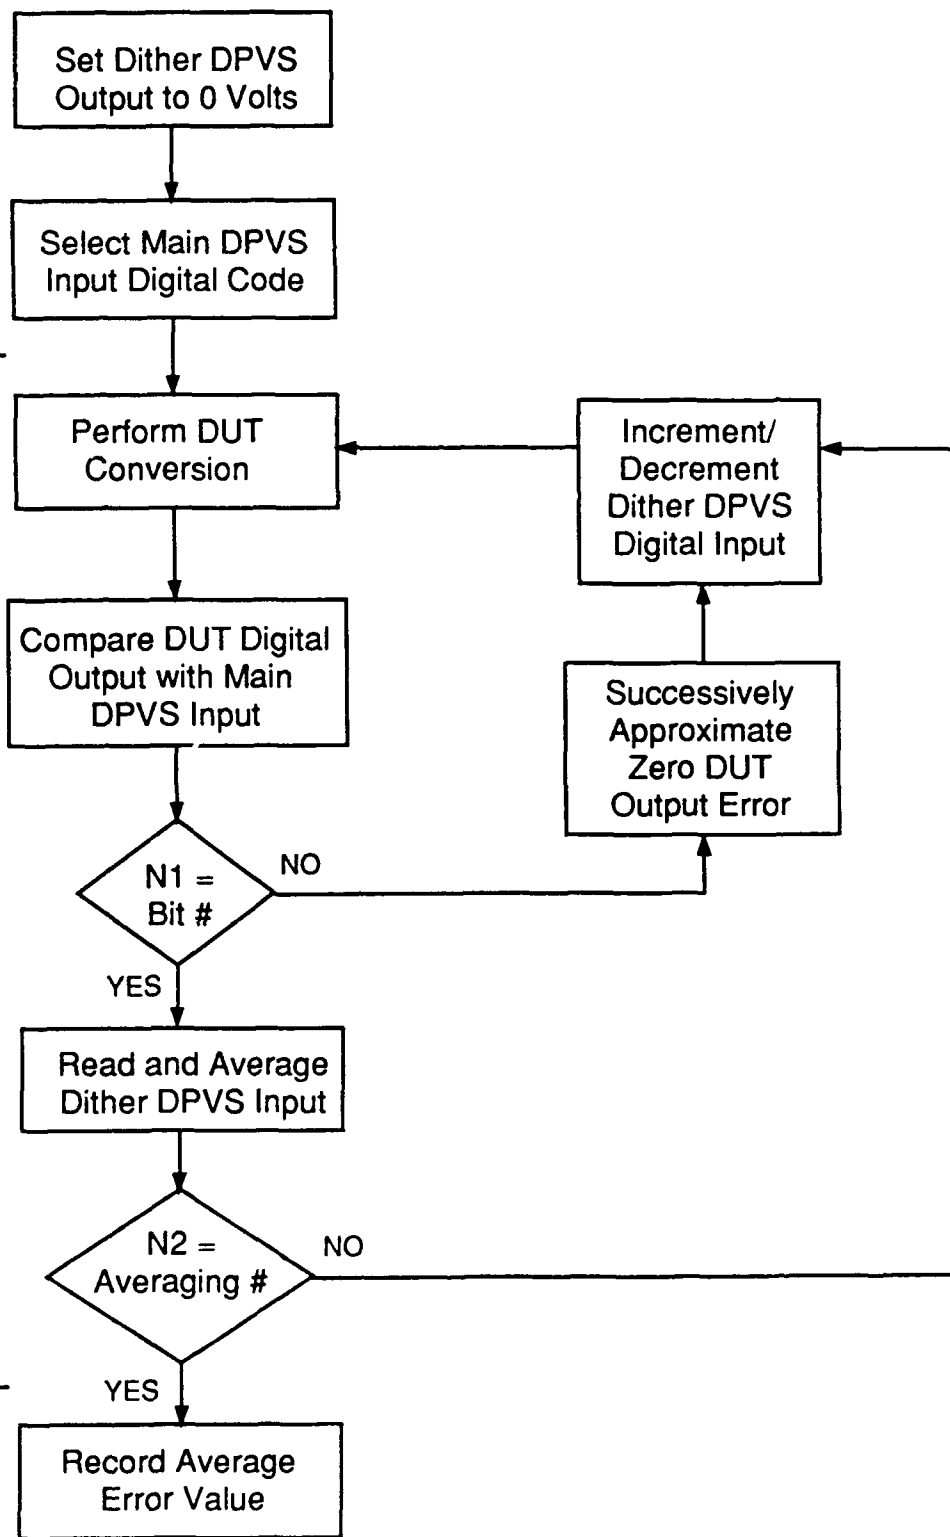 Set Dither DPVS
Output to 0 Volts
Select Main DPVS
Input Digital Code
Perform DUT
Conversion
Increment/
Decrement
Dither DPVS
Digital Input
Compare DUT Digital
Output with Main
DPVS Input
Successively
Approximate
Zero DUT
Output Error
N1 =
Bit #
NO
YES
Read and Average
Dither DPVS Input
N2 =
Averaging #
NO
YES
Record Average
Error Value